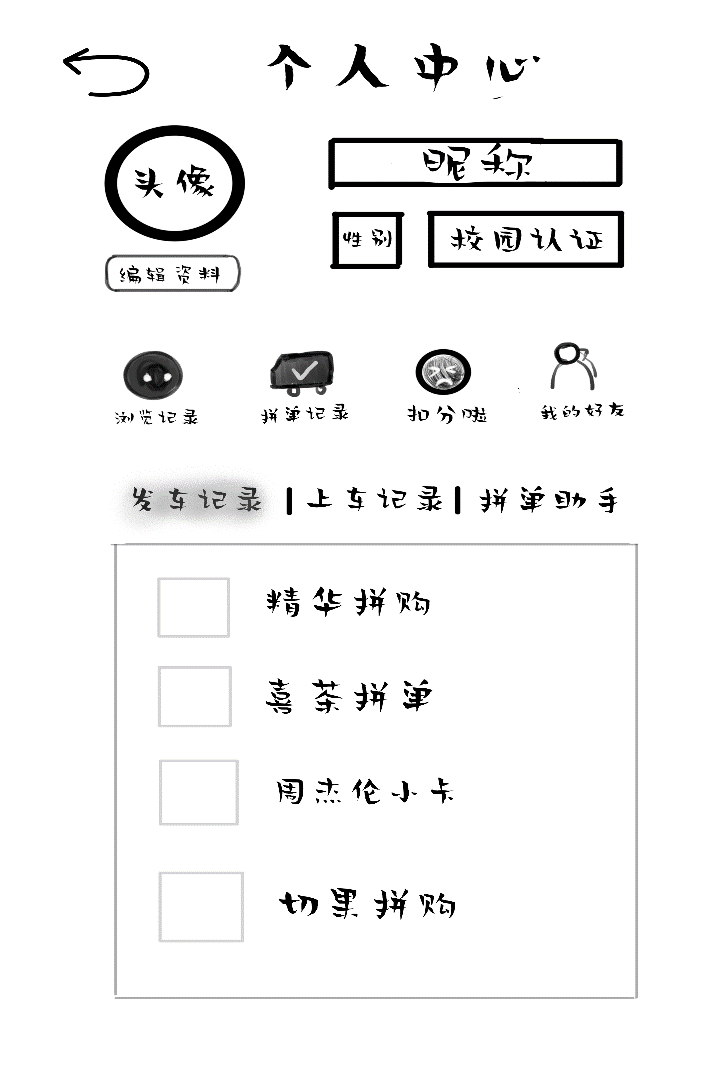 个人中心
头像
昵称
性别 校园认证
编辑资料
浏览记录 拼单记录 扣分啦 我的好友
发车记录|上车记录|拼单助手
精华拼购
喜茶拼单
周杰伦小卡
切果拼购